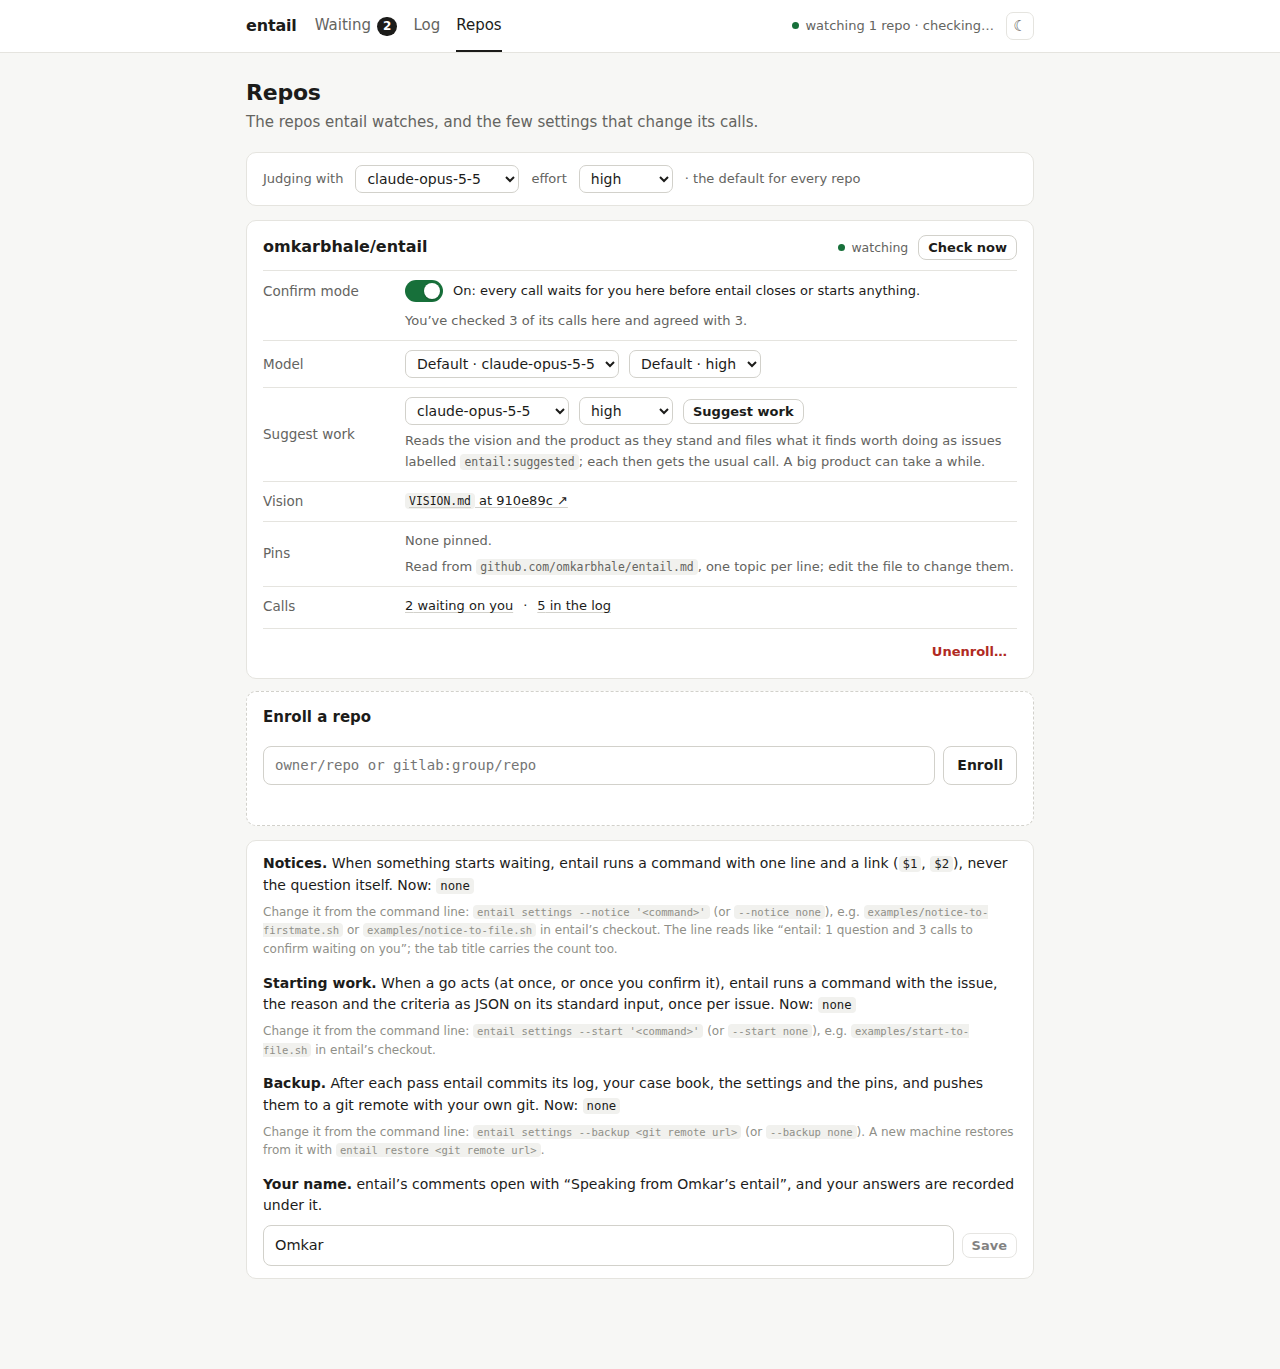 entail Waiting 2 Log Repos watching 1 repo · checking… ☾
Repos
The repos entail watches, and the few settings that change its calls.
Judging with claude-opus-5-5 effort high · the default for every repo
omkarbhale/entail watching Check now
Confirm mode On: every call waits for you here before entail closes or starts anything.
You’ve checked 3 of its calls here and agreed with 3.
Model Default · claude-opus-5-5 Default · high
claude-opus-5-5 high Suggest work
Suggest work
Reads the vision and the product as they stand and files what it finds worth doing as issues
labelled entail:suggested; each then gets the usual call. A big product can take a while.
Vision VISION.md at 910e89c ↗
None pinned.
Pins
Read from github.com/omkarbhale/entail.md, one topic per line; edit the file to change them.
Calls 2 waiting on you · 5 in the log
Unenroll…
Enroll a repo
owner/repo or gitlab:group/repo Enroll
Notices. When something starts waiting, entail runs a command with one line and a link ($1, $2), never
the question itself. Now: none
Change it from the command line: entail settings --notice '<command>' (or --notice none), e.g. examples/notice-to-
firstmate.sh or examples/notice-to-file.sh in entail’s checkout. The line reads like “entail: 1 question and 3 calls to
confirm waiting on you”; the tab title carries the count too.
Starting work. When a go acts (at once, or once you confirm it), entail runs a command with the issue,
the reason and the criteria as JSON on its standard input, once per issue. Now: none
Change it from the command line: entail settings --start '<command>' (or --start none), e.g. examples/start-to-
file.sh in entail’s checkout.
Backup. After each pass entail commits its log, your case book, the settings and the pins, and pushes
them to a git remote with your own git. Now: none
Change it from the command line: entail settings --backup <git remote url> (or --backup none). A new machine restores
from it with entail restore <git remote url>.
Your name. entail’s comments open with “Speaking from Omkar’s entail”, and your answers are recorded
under it.
Omkar Save